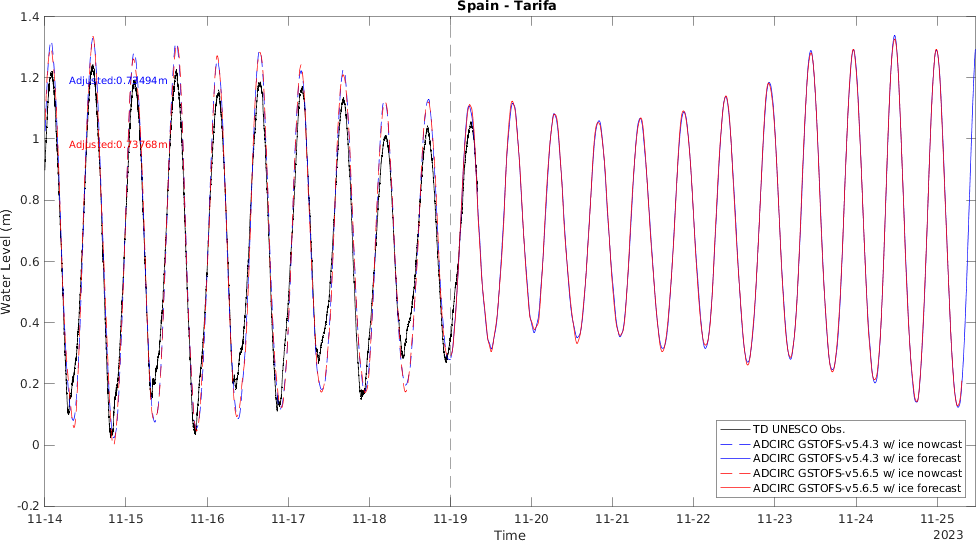 Spain - Tarifa
1.4
1.2
1
0.8
0.6
0.4
0.2
0
-0.2
Water Level (m)
Adjusted:0.73494m
Adjusted:0.73768m
TD UNESCO Obs.
ADCIRC GSTOFS-v5.4.3 w/ ice nowcast
ADCIRC GSTOFS-v5.4.3 w/ ice forecast
ADCIRC GSTOFS-v5.6.5 w/ ice nowcast
ADCIRC GSTOFS-v5.6.5 w/ ice forecast
11-14 11-15 11-16 11-17 11-18 11-19 11-20 11-21 11-22 11-23 11-24 11-25
Time
2023